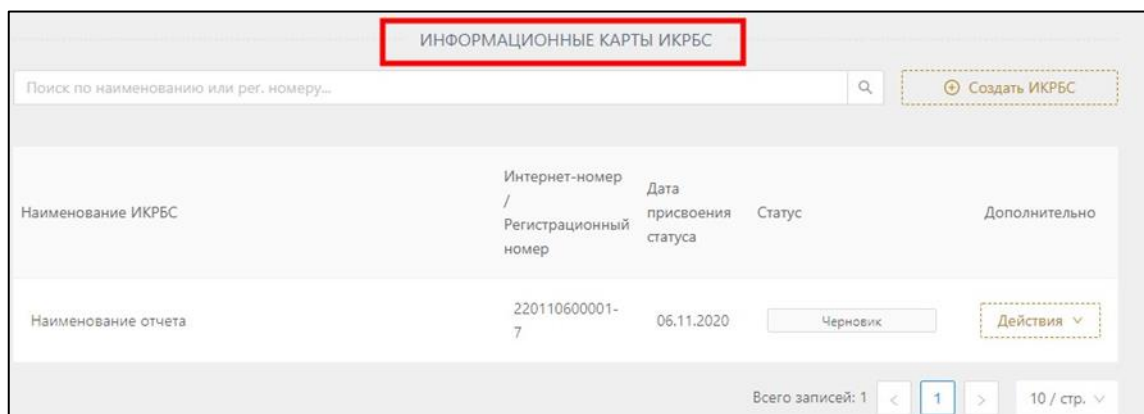 ИНФОРМАЦИОННЫЕ КАРТЫ ИКРБС
Поиск по наименованию или рег. номеру...
Создать ИКРБС
Наименование ИКРБС
Интернет-номер
/
Регистрационный
номер
Дата
присвоения
статуса
Статус
Дополнительно
Наименование отчета
220110600001-
7
06.11.2020
Черновик
Действия
Всего записей: 1
<
1
>
10 / стр.